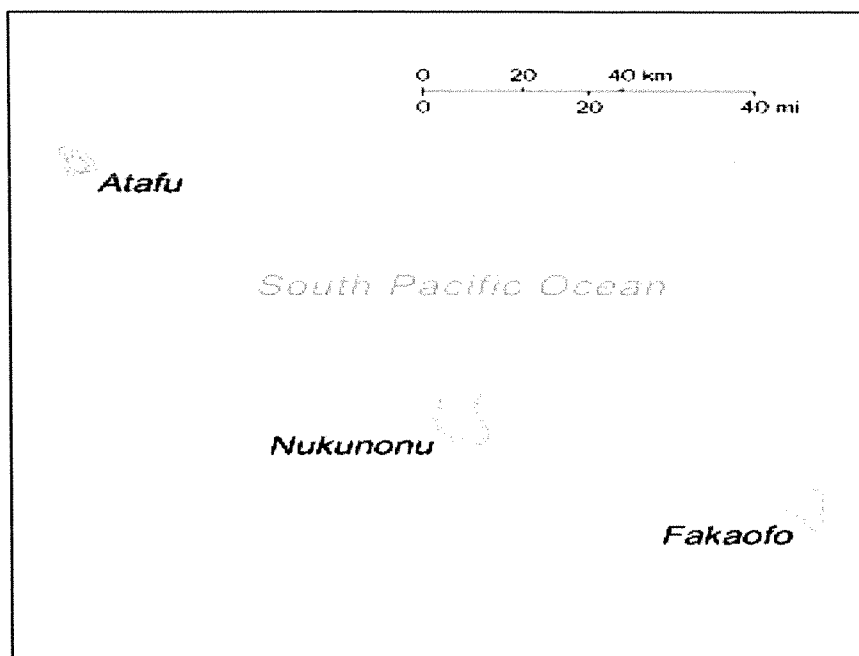 0 20 40 km
0 20 40 mi
Atafu
South Pacific Ocean
Nukunonu
Fakaofo